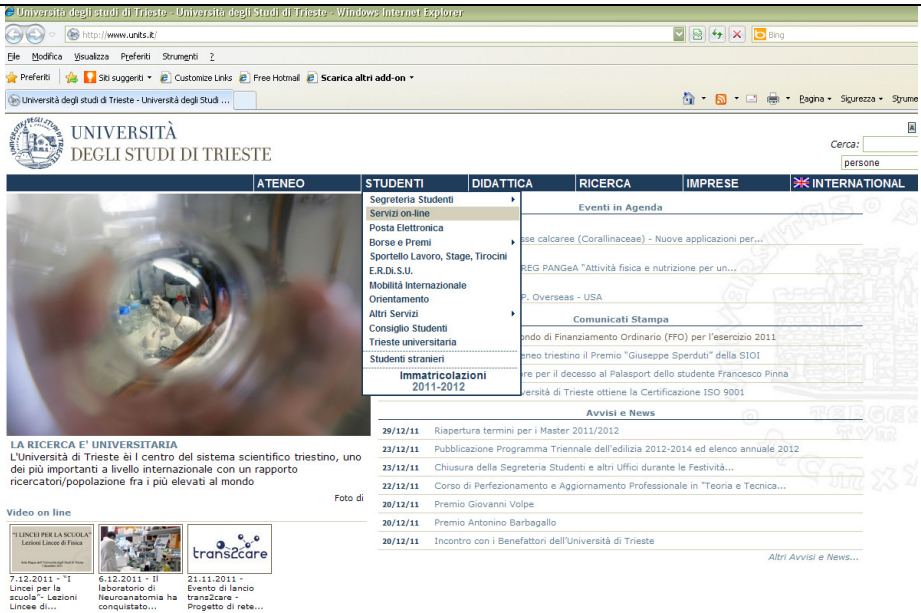 Università degli studi di Trieste - Università degli Studi di Trieste - Windows Internet Explorer
http://www.units.it/
Bing
File Modifica Visualizza Preferiti Strumenti ?
Preferiti Siti suggeriti Customize Links Free Hotmail Scarica altri add-on
Università degli studi di Trieste - Università degli Studi ...
Pagina Sicurezza Strume
UNIVERSITÀ
DEGLI STUDI DI TRIESTE
A
Cerca:
persone
ATENEO STUDENTI DIDATTICA RICERCA IMPRESE INTERNATIONAL
Segreteria Studenti
Servizi on-line
Posta Elettronica
Borse e Premi
Sportello Lavoro, Stage, Tirocini
E.R.Di.S.U.
Mobilità Internazionale
Orientamento
Altri Servizi
Consiglio Studenti
Trieste universitaria
Studenti stranieri
Immatricolazioni
2011-2012
Eventi in Agenda
sse calcaree (Corallinaceae) - Nuove applicazioni per...
REG PANGeA "Attività fisica e nutrizione per un...
P. Overseas - USA
Comunicati Stampa
ondo di Finanziamento Ordinario (FFO) per l'esercizio 2011
eneo triestino il Premio "Giuseppe Sperduti" della SIOI
ore per il decesso al Palasport dello studente Francesco Pinna
versità di Trieste ottiene la Certificazione ISO 9001
Avvisi e News
29/12/11 Riapertura termini per i Master 2011/2012
23/12/11 Pubblicazione Programma Triennale dell'edilizia 2012-2014 ed elenco annuale 2012
23/12/11 Chiusura della Segreteria Studenti e altri Uffici durante le Festività...
22/12/11 Corso di Perfezionamento e Aggiornamento Professionale in "Teoria e Tecnica...
20/12/11 Premio Giovanni Volpe
20/12/11 Premio Antonino Barbagallo
20/12/11 Incontro con i Benefattori dell'Università di Trieste
Altri Avvisi e News...
LA RICERCA E' UNIVERSITARIA
L'Università di Trieste èi l centro del sistema scientifico triestino, uno
dei più importanti a livello internazionale con un rapporto
ricercatori/popolazione fra i più elevati al mondo
Foto di
Video on line
"I LINCEI PER LA SCUOLA"
Lezioni Lincee di Fisica
trans2care
7.12.2011 - "I
Lincei per la
scuola"- Lezioni
Lincee di...
6.12.2011 - Il
laboratorio di
Neuroanatomia ha
conquistato...
21.11.2011 -
Evento di lancio
trans2care -
Progetto di rete...